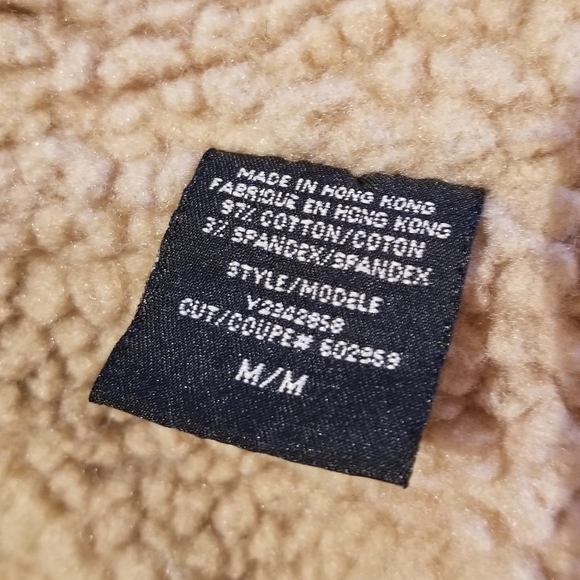 MADE IN HONG KONG
FABRIQUE EN HONG KONG
97% COTTON/COTON
3% SPANDEX/SPANDEX
STYLE/MODELE
Y2342858
CUT/COUPE# 602959
M/M